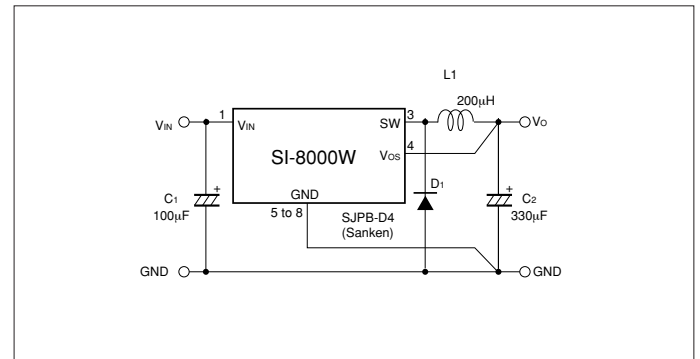 L1
200μH
VIN
1
VIN
SW
3
VO
SI-8000W
VOS
4
GND
D1
C1
100μF
5 to 8
SJPB-D4
(Sanken)
+
+
C2
330μF
GND
GND